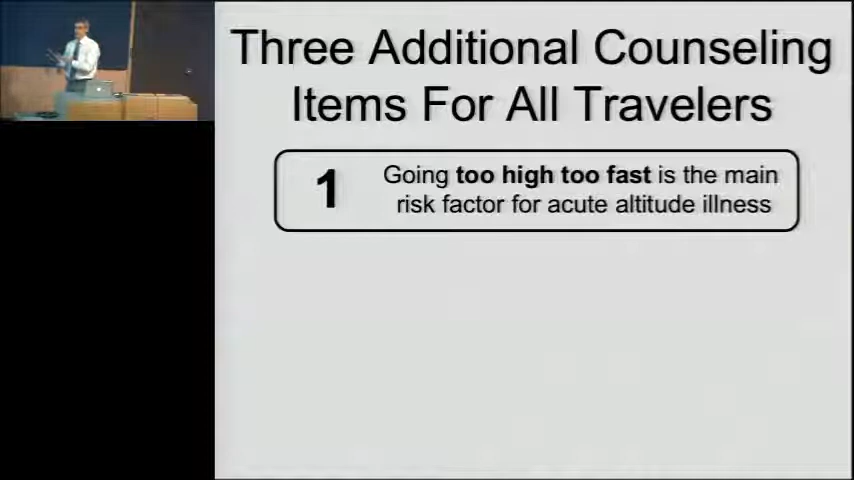 Three Additional Counseling
Items For All Travelers
1
Going too high too fast is the main
risk factor for acute altitude illness